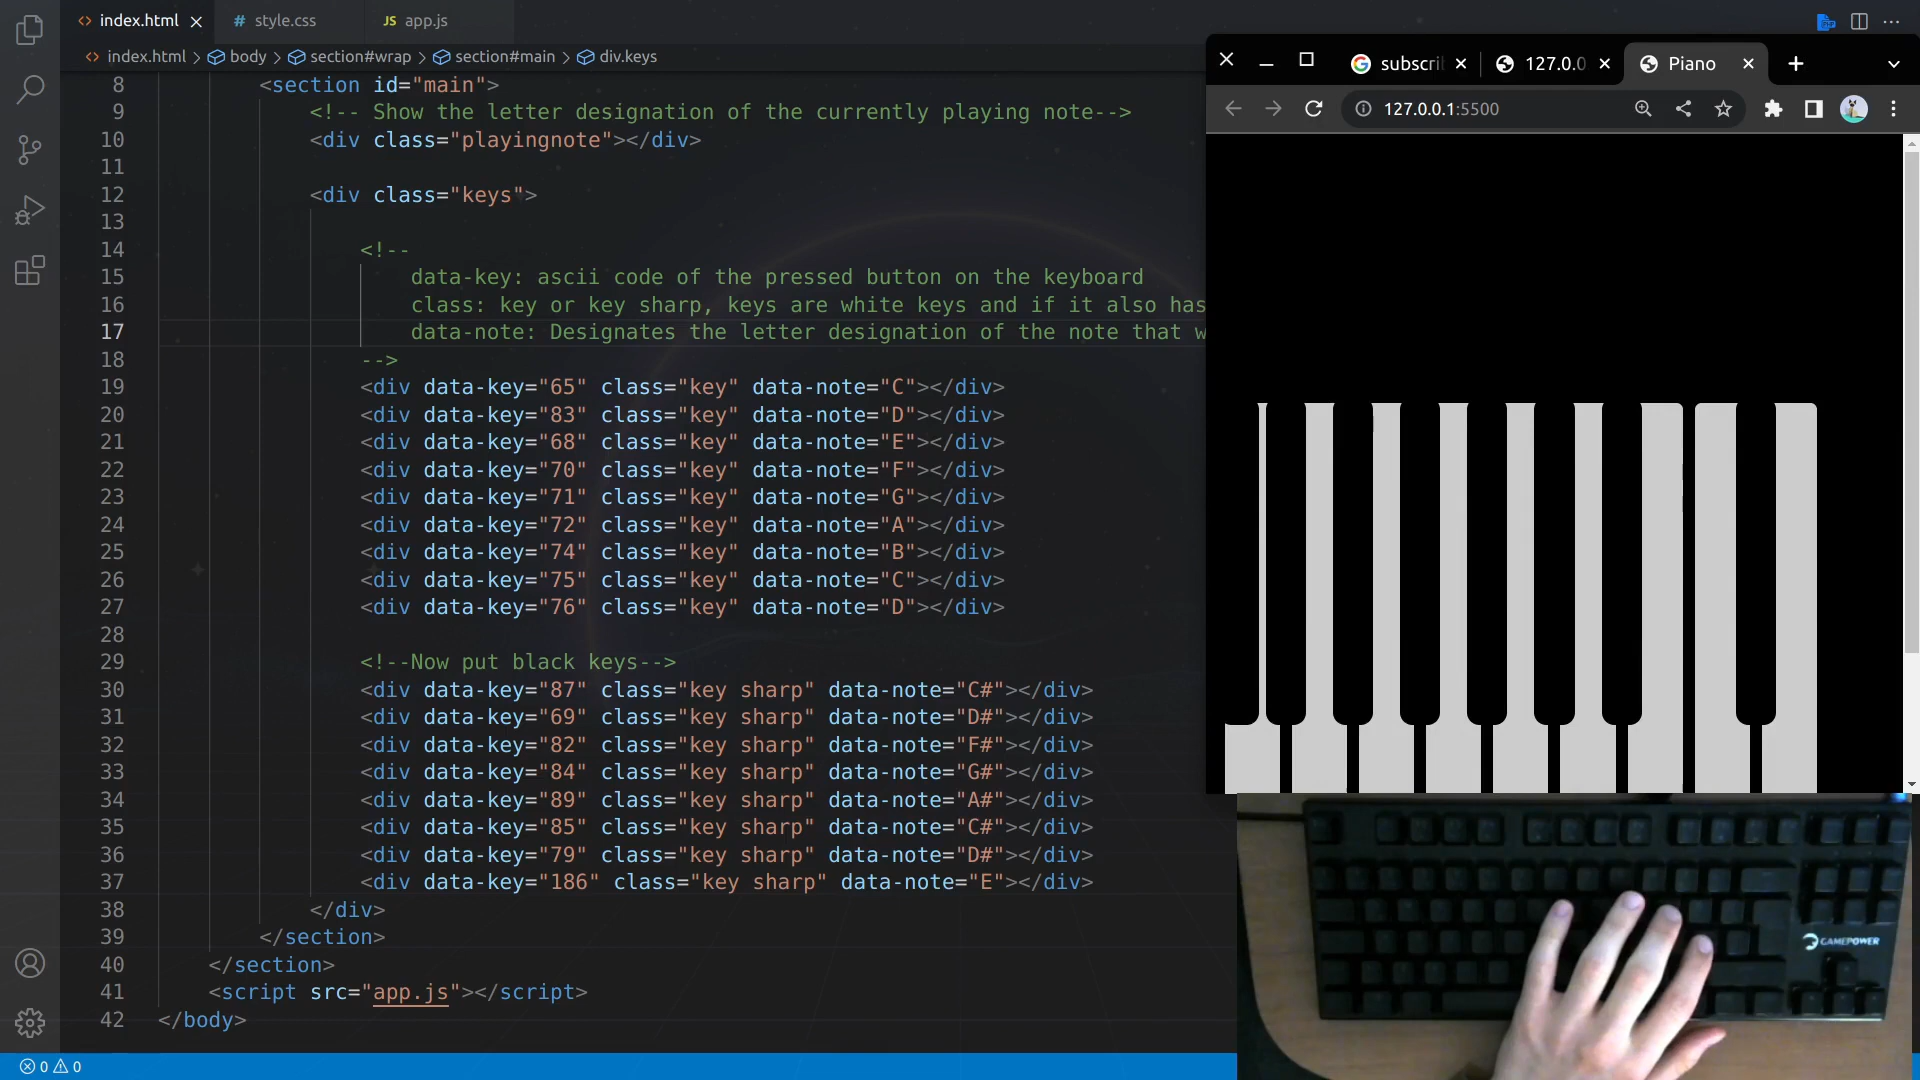 index.html
style.css
JS app.js
index.html > body > section#wrap > section#main > div.keys
8 <section id="main">
9 <!-- Show the letter designation of the currently playing note-->
10 <div class="playingnote"></div>
11
12 <div class="keys">
13
14 <!--
15 data-key: ascii code of the pressed button on the keyboard
16 class: key or key sharp, keys are white keys and if it also has
17 data-note: Designates the letter designation of the note that w
18 -->
19 <div data-key="65" class="key" data-note="C"></div>
20 <div data-key="83" class="key" data-note="D"></div>
21 <div data-key="68" class="key" data-note="E"></div>
22 <div data-key="70" class="key" data-note="F"></div>
23 <div data-key="71" class="key" data-note="G"></div>
24 <div data-key="72" class="key" data-note="A"></div>
25 <div data-key="74" class="key" data-note="B"></div>
26 <div data-key="75" class="key" data-note="C"></div>
27 <div data-key="76" class="key" data-note="D"></div>
28
29 <!--Now put black keys-->
30 <div data-key="87" class="key sharp" data-note="C#"></div>
31 <div data-key="69" class="key sharp" data-note="D#"></div>
32 <div data-key="82" class="key sharp" data-note="F#"></div>
33 <div data-key="84" class="key sharp" data-note="G#"></div>
34 <div data-key="89" class="key sharp" data-note="A#"></div>
35 <div data-key="85" class="key sharp" data-note="C#"></div>
36 <div data-key="79" class="key sharp" data-note="D#"></div>
37 <div data-key="186" class="key sharp" data-note="E"></div>
38 </div>
39 </section>
40 </section>
41 <script src="app.js"></script>
42 </body>
0 0
subscri
127.0.0
Piano
127.0.0.1:5500
GAMEPOWER